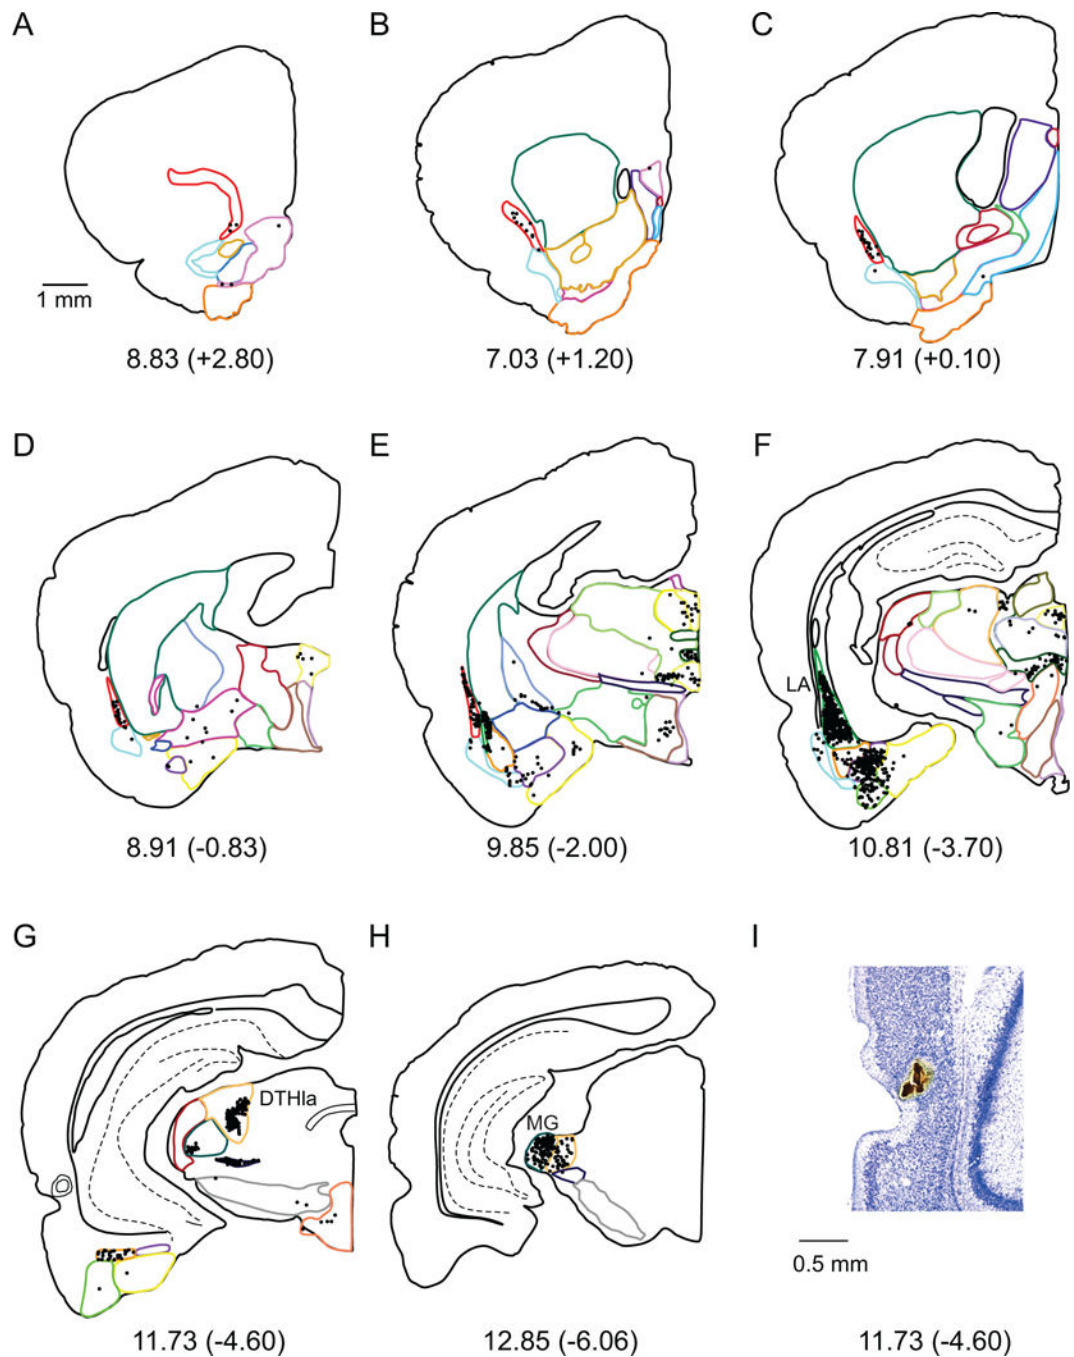 A
B
C
1 mm
8.83 (+2.80)
7.03 (+1.20)
7.91 (+0.10)
D
E
F
LA
8.91 (-0.83)
9.85 (-2.00)
10.81 (-3.70)
G
H
I
DTHla
MG
0.5 mm
11.73 (-4.60)
12.85 (-6.06)
11.73 (-4.60)